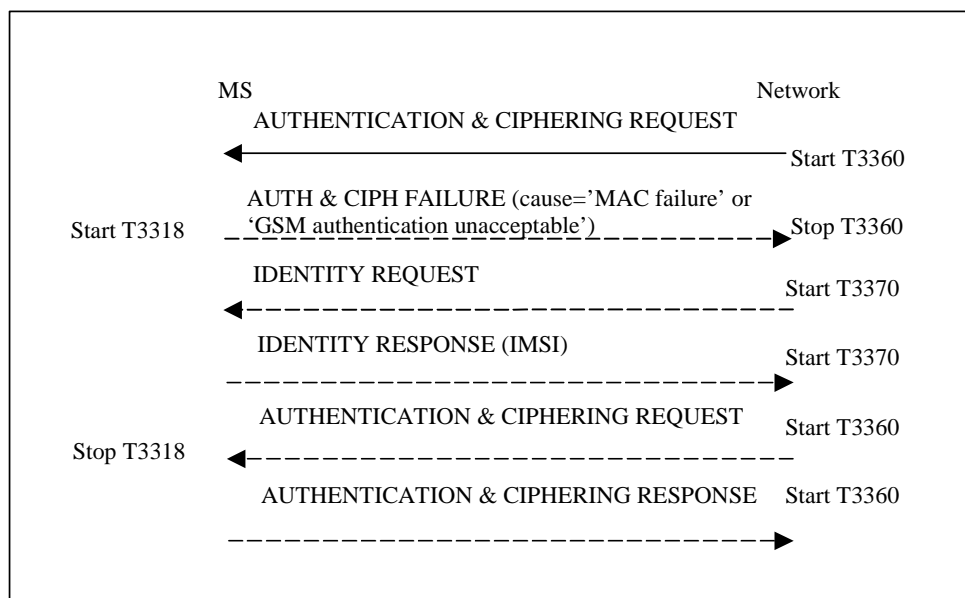 MS
Network
AUTHENTICATION & CIPHERING REQUEST
Start T3360
AUTH & CIPH FAILURE (cause=’MAC failure’ or
‘GSM authentication unacceptable’)
Start T3318
Stop T3360
IDENTITY REQUEST
Start T3370
IDENTITY RESPONSE (IMSI)
Start T3370
AUTHENTICATION & CIPHERING REQUEST
Start T3360
Stop T3318
AUTHENTICATION & CIPHERING RESPONSE
Start T3360